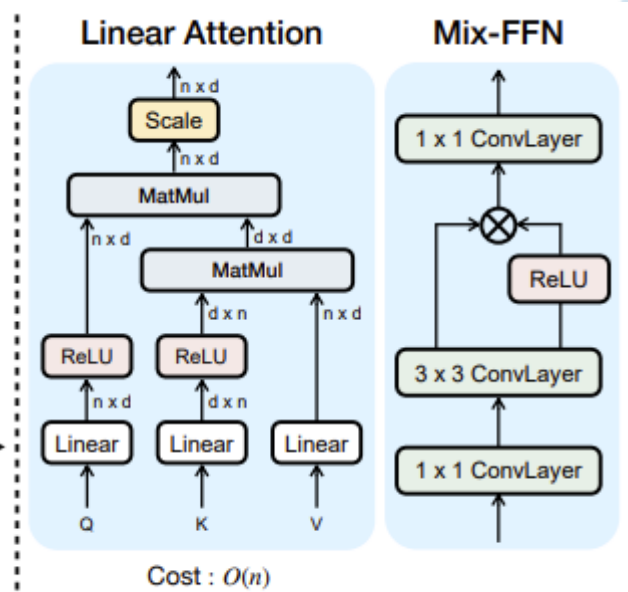 Linear Attention
n x d
Scale
n x d
MatMul
n x d
d x d
MatMul
d x n
n x d
ReLU
ReLU
n x d
d x n
Linear
Linear
Linear
Q
K
V
Cost : O(n)
Mix-FFN
1 x 1 ConvLayer
ReLU
3 x 3 ConvLayer
1 x 1 ConvLayer